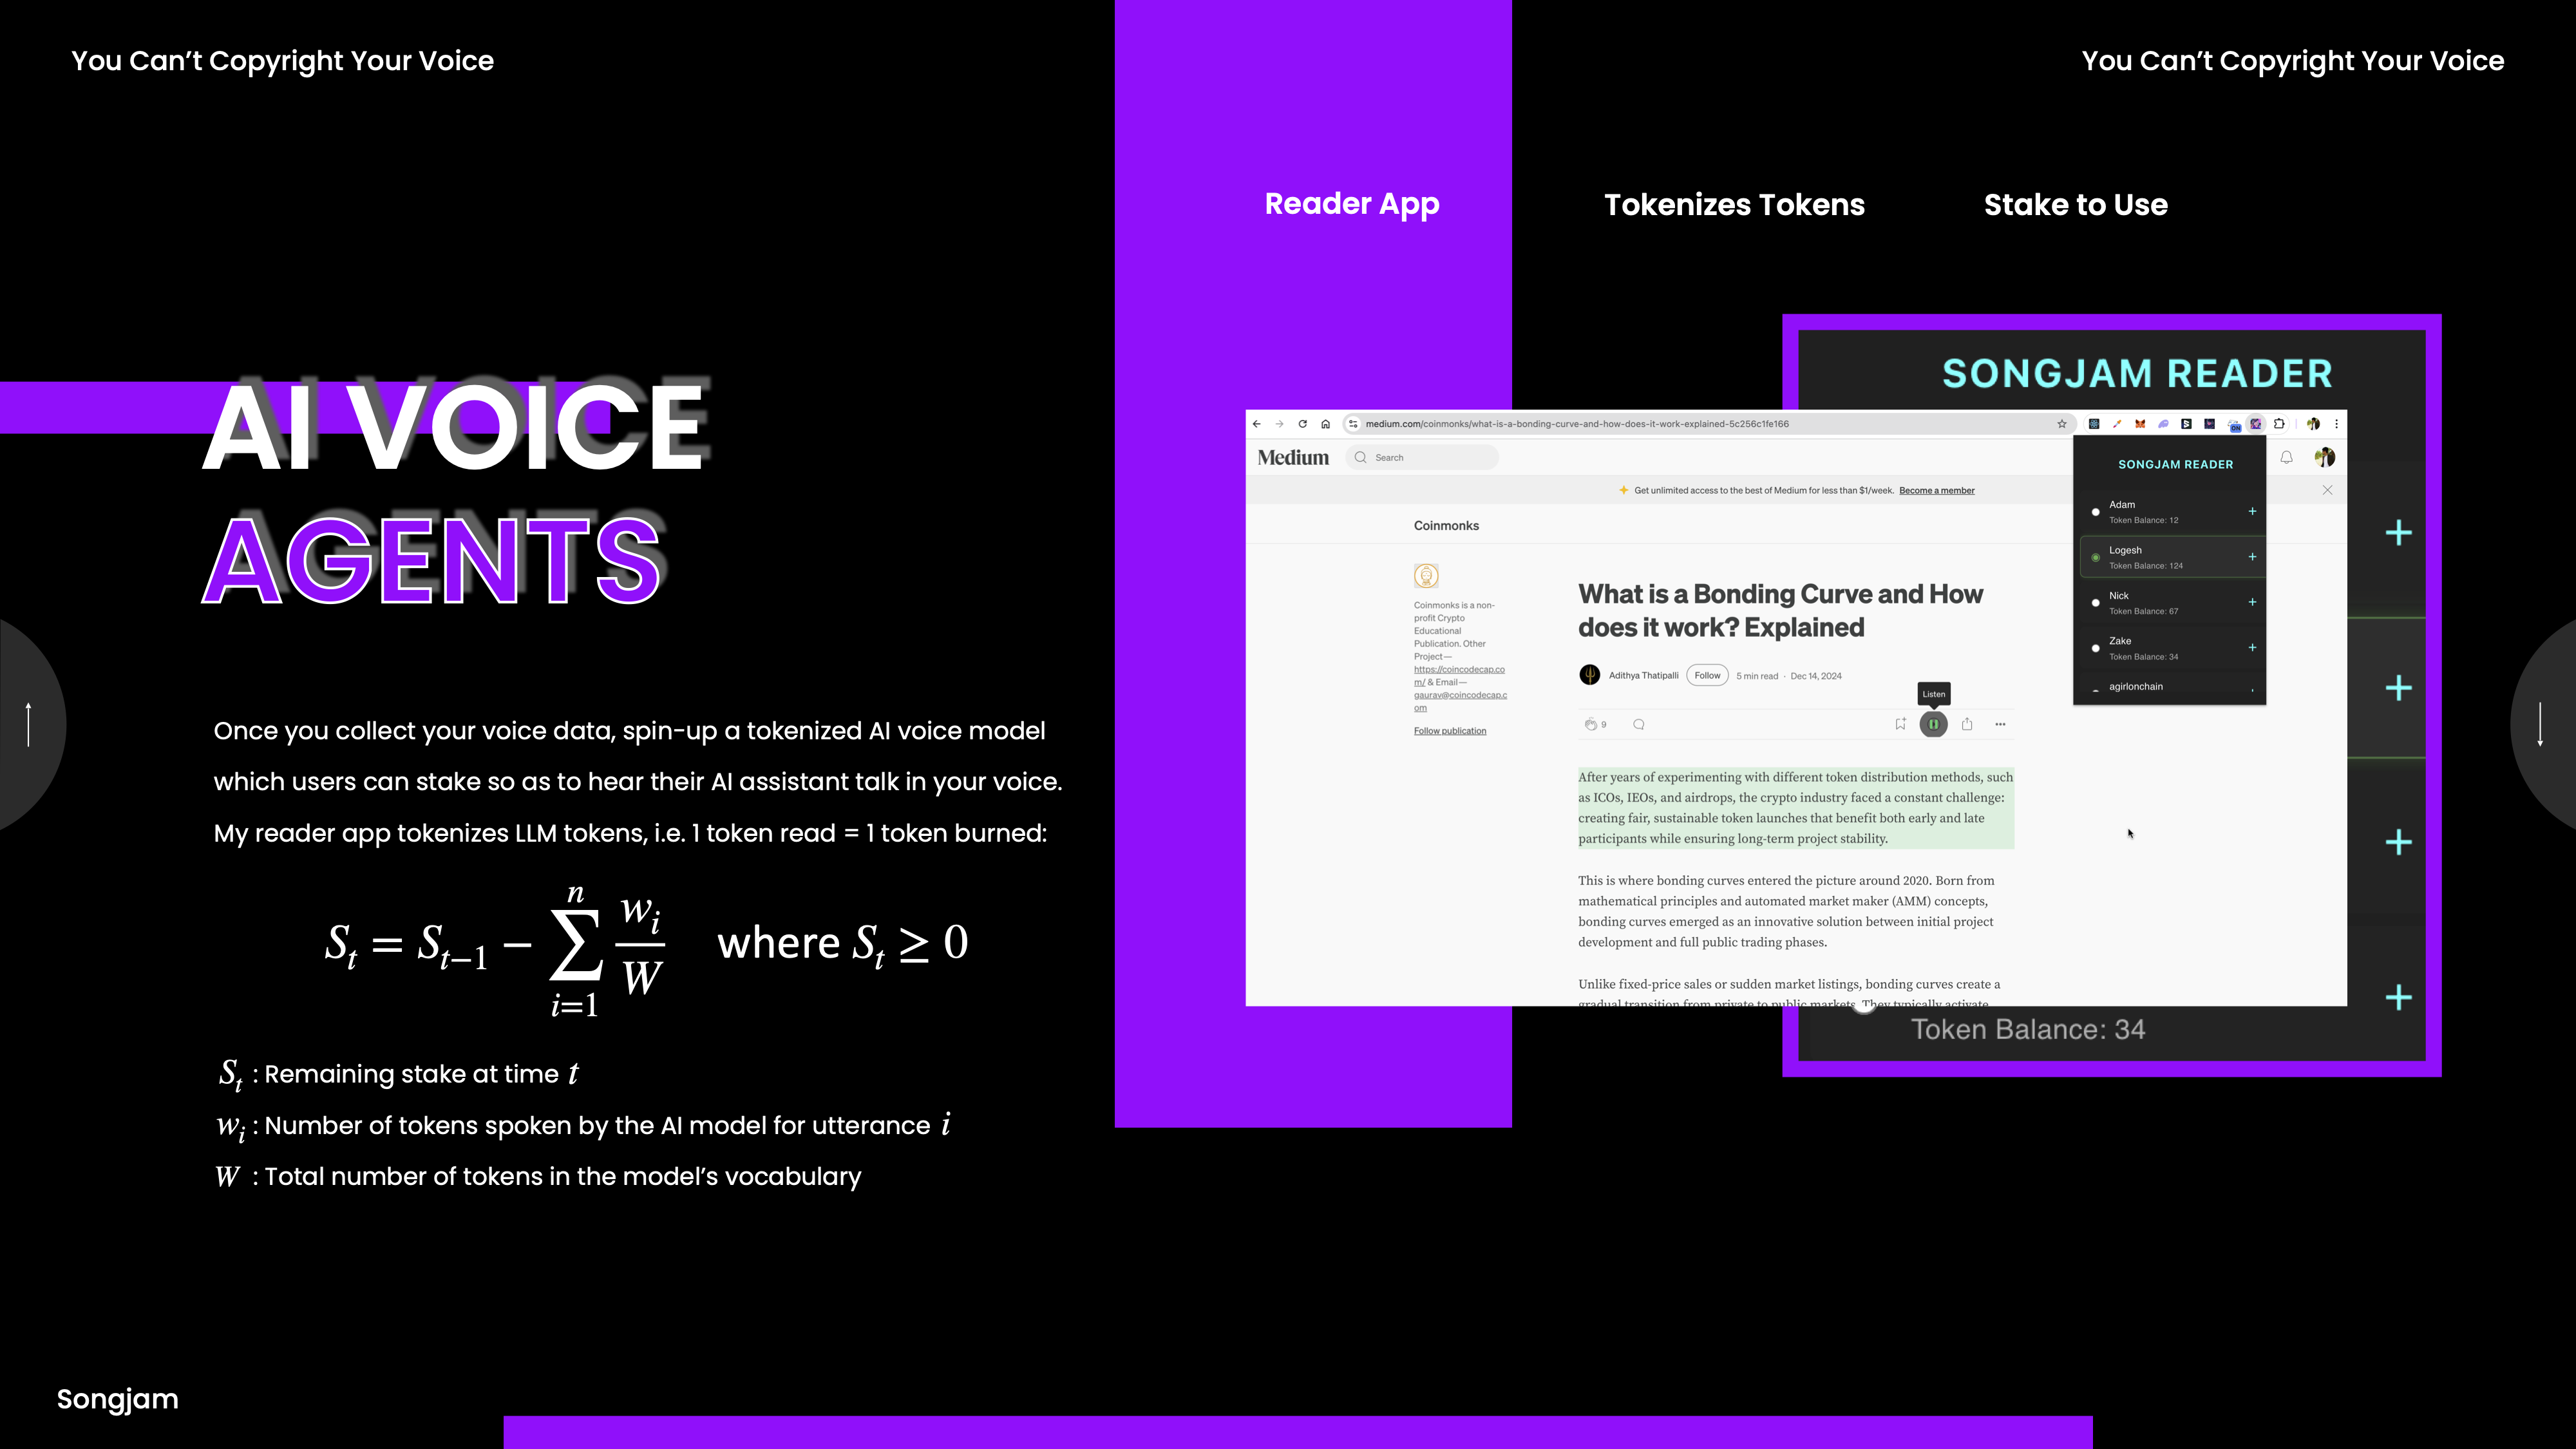 You Can't Copyright Your Voice
You Can't Copyright Your Voice
Reader App
Tokenizes Tokens
Stake to Use
AI VOICE
AGENTS
Once you collect your voice data, spin-up a tokenized AI voice model
which users can stake so as to hear their AI assistant talk in your voice.
My reader app tokenizes LLM tokens, i.e. 1 token read = 1 token burned:
S_t = S_{t-1} − ∑_{i=1}^{n} w_i / W where S_t ≥ 0
S_t : Remaining stake at time t
w_i : Number of tokens spoken by the AI model for utterance i
W : Total number of tokens in the model's vocabulary
SONGJAM READER
medium.com/coinmonks/what-is-a-bonding-curve-and-how-does-it-work-explained-5c256c1fe166
ON
Medium
Search
Get unlimited access to the best of Medium for less than $1/week. Become a member
Coinmonks
Coinmonks is a non-
profit Crypto
Educational
Publication. Other
Project—
https://coincodecap.co
m/ & Email—
gaurav@coincodecap.c
om
Follow publication
What is a Bonding Curve and How
does it work? Explained
Adithya Thatipalli
Follow
5 min read · Dec 14, 2024
Listen
9
After years of experimenting with different token distribution methods, such
as ICOs, IEOs, and airdrops, the crypto industry faced a constant challenge:
creating fair, sustainable token launches that benefit both early and late
participants while ensuring long-term project stability.
This is where bonding curves entered the picture around 2020. Born from
mathematical principles and automated market maker (AMM) concepts,
bonding curves emerged as an innovative solution between initial project
development and full public trading phases.
Unlike fixed-price sales or sudden market listings, bonding curves create a
gradual transition from private to public markets. They typically activate
SONGJAM READER
Adam
Token Balance: 12
+
Logesh
Token Balance: 124
+
Nick
Token Balance: 67
+
Zake
Token Balance: 34
+
agirlonchain
+
+
+
+
Token Balance: 34
Songjam